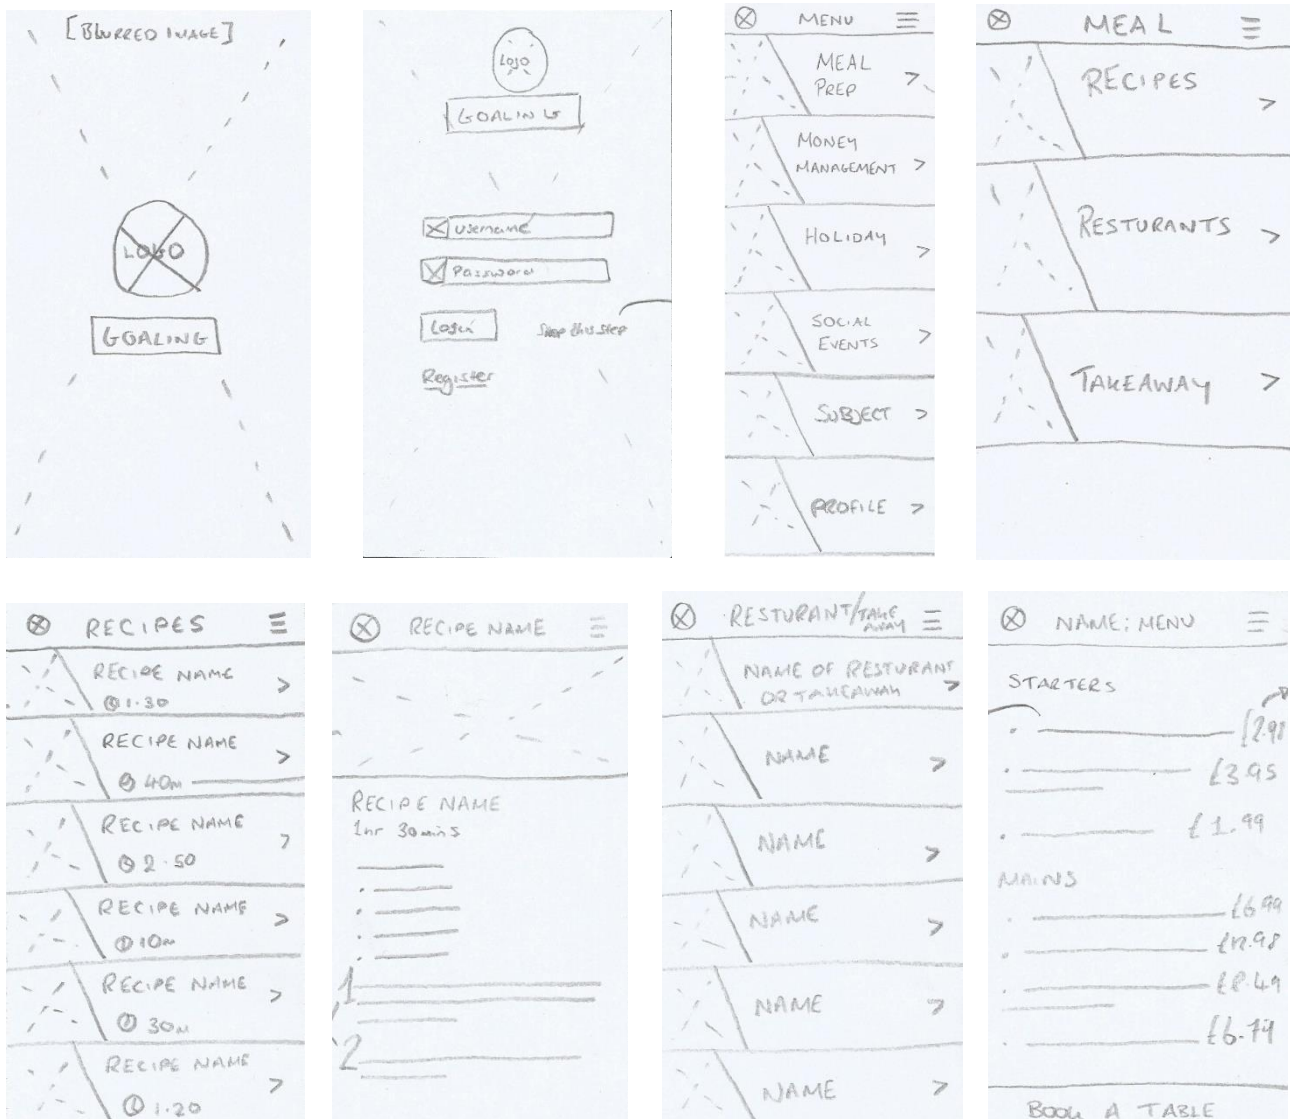 [BLURRED IMAGE]
LOGO
GOALING
Logo
GOALING
Username
Password
Login
Skip this step
Register
MENU
MEAL
PREP
>
MONEY
MANAGEMENT >
HOLIDAY
>
SOCIAL
EVENTS >
SUBJECT >
PROFILE >
MEAL
RECIPES
>
RESTURANTS >
TAKEAWAY >
RECIPES
RECIPE NAME
1.30 >
RECIPE NAME
40m >
RECIPE NAME
2.50 >
RECIPE NAME
10m >
RECIPE NAME
30m >
RECIPE NAME
1.20 >
RECIPE NAME
RECIPE NAME
1hr 30mins
1
2
RESTURANT/TAKE
AWAY
NAME OF RESTURANT
OR TAKEAWAY >
NAME >
NAME >
NAME >
NAME >
NAME >
NAME: MENU
STARTERS
£3.95
£1.99
MAINS
£6.99
£12.98
£8.49
BOOK A TABLE